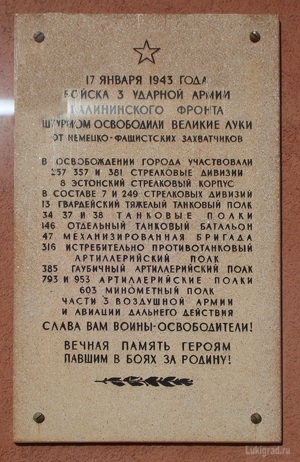 17 ЯНВАРЯ 1943 ГОДА
ВОЙСКА 3 УДАРНОЙ АРМИИ
КАЛИНИНСКОГО ФРОНТА
ШТУРМОМ ОСВОБОДИЛИ ВЕЛИКИЕ ЛУКИ
ОТ НЕМЕЦКО-ФАШИСТСКИХ ЗАХВАТЧИКОВ
В ОСВОБОЖДЕНИИ ГОРОДА УЧАСТВОВАЛИ
257 357 и 381 СТРЕЛКОВЫЕ ДИВИЗИИ
8 ЭСТОНСКИЙ СТРЕЛКОВЫЙ КОРПУС
В СОСТАВЕ 7 и 249 СТРЕЛКОВЫХ ДИВИЗИИ
13 ГВАРДЕЙСКИЙ ТЯЖЕЛЫЙ ТАНКОВЫЙ ПОЛК
34 37 и 38 ТАНКОВЫЕ ПОЛКИ
146 ОТДЕЛЬНЫЙ ТАНКОВЫЙ БАТАЛЬОН
47 МЕХАНИЗИРОВАННАЯ БРИГАДА
316 ИСТРЕБИТЕЛЬНО ПРОТИВОТАНКОВЫЙ
АРТИЛЛЕРИЙСКИЙ ПОЛК
385 ГАУБИЧНЫЙ АРТИЛЛЕРИЙСКИЙ ПОЛК
793 и 953 АРТИЛЛЕРИЙСКИЕ ПОЛКИ
603 МИНОМЕТНЫЙ ПОЛК
ЧАСТИ 3 ВОЗДУШНОЙ АРМИИ
И АВИАЦИИ ДАЛЬНЕГО ДЕЙСТВИЯ
СЛАВА ВАМ ВОИНЫ-ОСВОБОДИТЕЛИ!
ВЕЧНАЯ ПАМЯТЬ ГЕРОЯМ
ПАВШИМ В БОЯХ ЗА РОДИНУ!
Lukigrad.ru